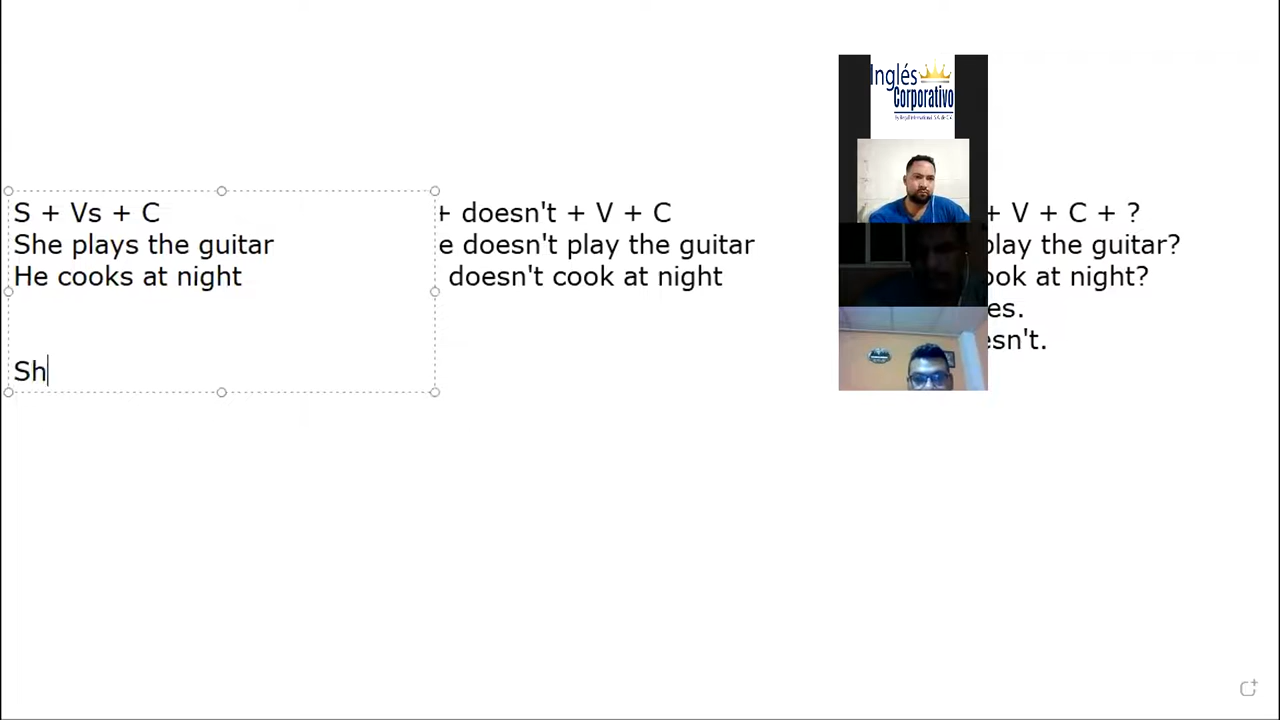 S + Vs + C
She plays the guitar
He cooks at night
Sh
+ doesn't + V + C
e doesn't play the guitar
doesn't cook at night
Inglés
Corporativo
+ V + C + ?
play the guitar?
ook at night?
es.
esn't.